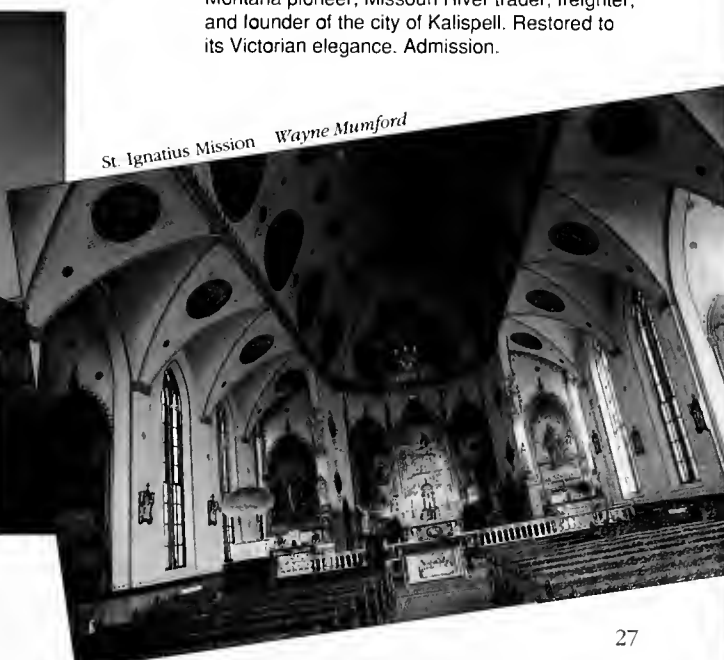 Montana pioneer, Missouri River trader, freighter,
and founder of the city of Kalispell. Restored to
its Victorian elegance. Admission.
St. Ignatius Mission Wayne Mumford
27